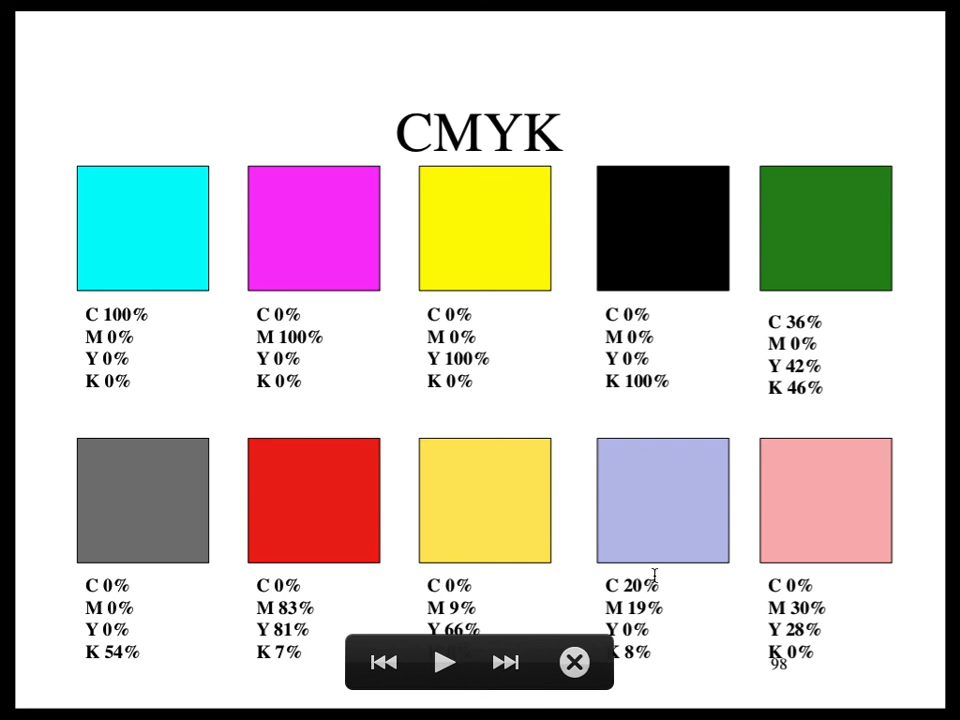 CMYK
C 100%
M 0%
Y 0%
K 0%
C 0%
M 100%
Y 0%
K 0%
C 0%
M 0%
Y 100%
K 0%
C 0%
M 0%
Y 0%
K 100%
C 36%
M 0%
Y 42%
K 46%
C 0%
M 0%
Y 0%
K 54%
C 0%
M 83%
Y 81%
K 7%
C 0%
M 9%
Y 66%
C 20%
M 19%
Y 0%
K 8%
C 0%
M 30%
Y 28%
K 0%
98